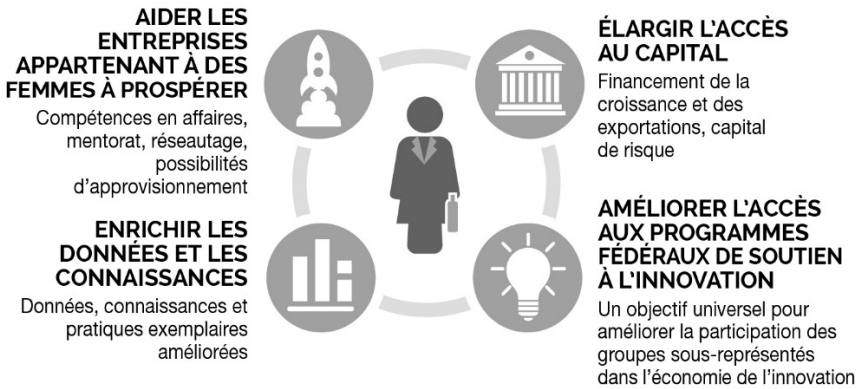 AIDER LES
ENTREPRISES
APPARTENANT À DES
FEMMES À PROSPÉRER
Compétences en affaires,
mentorat, réseautage,
possibilités
d'approvisionnement
ÉLARGIR L'ACCÈS
AU CAPITAL
Financement de la
croissance et des
exportations, capital
de risque
ENRICHIR LES
DONNÉES ET LES
CONNAISSANCES
Données, connaissances et
pratiques exemplaires
améliorées
AMÉLIORER L'ACCÈS
AUX PROGRAMMES
FÉDÉRAUX DE SOUTIEN
À L'INNOVATION
Un objectif universel pour
améliorer la participation des
groupes sous-représentés
dans l'économie de l'innovation